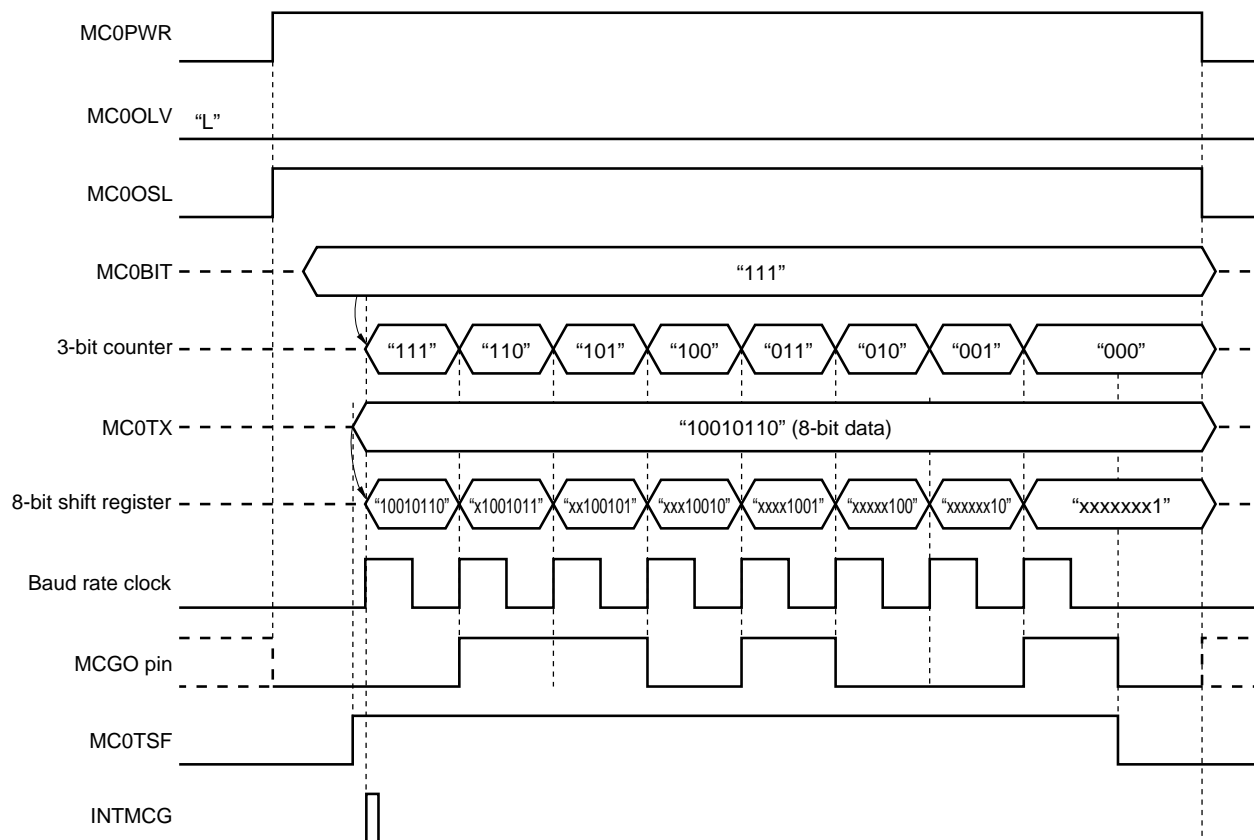 MC0PWR
MC0OLV “L”
MC0OSL
MC0BIT “111”
3-bit counter “111” “110” “101” “100” “011” “010” “001” “000”
MC0TX “10010110” (8-bit data)
8-bit shift register “10010110” “x1001011” “xx100101” “xxx10010” “xxxx1001” “xxxxx100” “xxxxxx10” “xxxxxxx1”
Baud rate clock
MCGO pin
MC0TSF
INTMCG